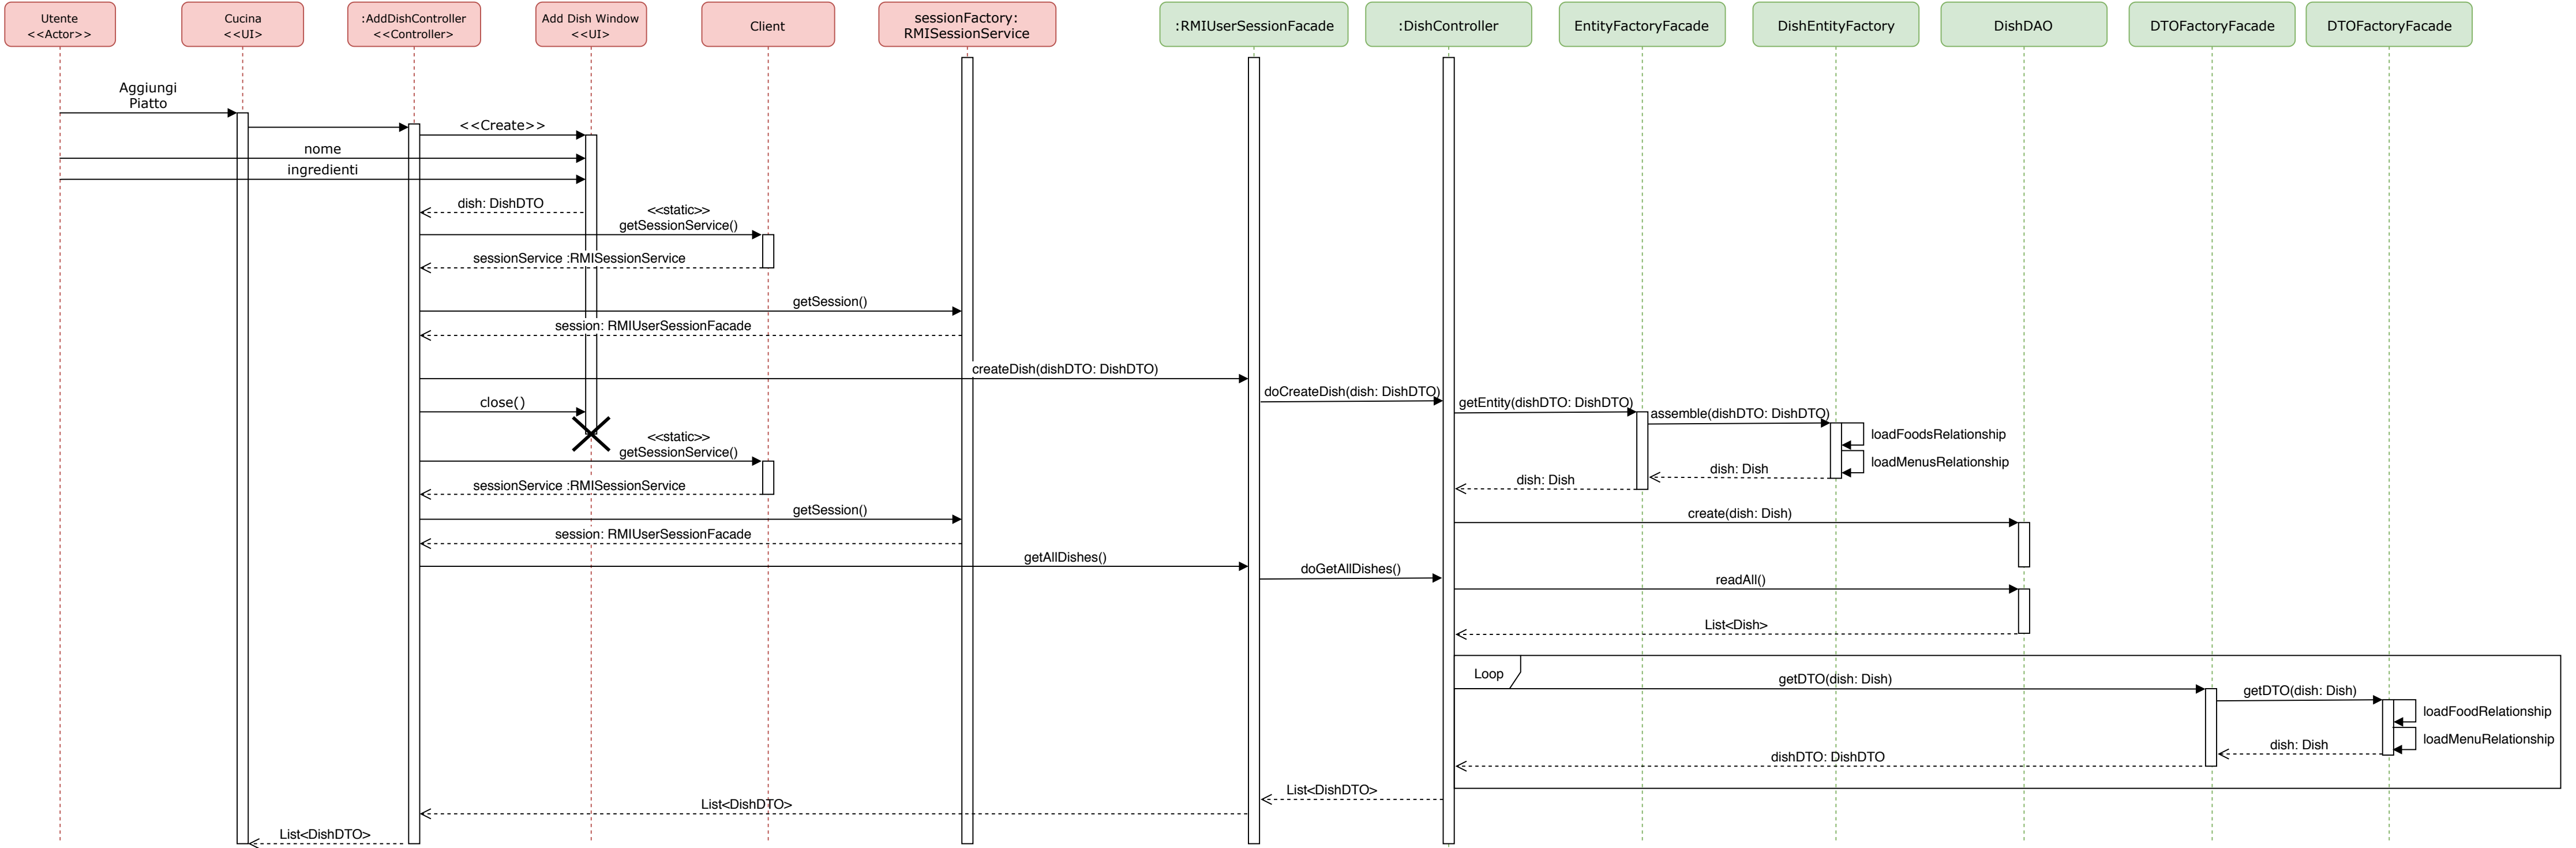 Utente
<<Actor>>
Cucina
<<UI>>
:AddDishController
<<Controller>>
Add Dish Window
<<UI>>
Client
sessionFactory:
RMISessionService
:RMIUserSessionFacade
:DishController
EntityFactoryFacade
DishEntityFactory
DishDAO
DTOFactoryFacade
DTOFactoryFacade
Aggiungi
Piatto
<<Create>>
nome
ingredienti
dish: DishDTO
<<static>>
getSessionService()
sessionService :RMISessionService
getSession()
session: RMIUserSessionFacade
createDish(dishDTO: DishDTO)
doCreateDish(dish: DishDTO)
close()
getEntity(dishDTO: DishDTO)
assemble(dishDTO: DishDTO)
loadFoodsRelationship
loadMenusRelationship
dish: Dish
dish: Dish
<<static>>
getSessionService()
sessionService :RMISessionService
getSession()
create(dish: Dish)
session: RMIUserSessionFacade
getAllDishes()
doGetAllDishes()
readAll()
List<Dish>
Loop
getDTO(dish: Dish)
getDTO(dish: Dish)
loadFoodRelationship
loadMenuRelationship
dish: Dish
dishDTO: DishDTO
List<DishDTO>
List<DishDTO>
List<DishDTO>